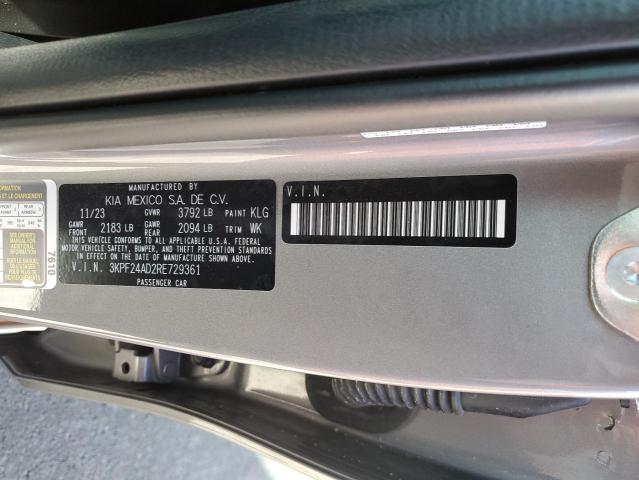 MANUFACTURED BY
KIA MEXICO S.A. DE C.V.
11/23 GVWR 3792 LB PAINT KLG
GAWR FRONT 2183 LB GAWR REAR 2094 LB TRIM WK
THIS VEHICLE CONFORMS TO ALL APPLICABLE U.S.A. FEDERAL
MOTOR VEHICLE SAFETY, BUMPER, AND THEFT PREVENTION STANDARDS
IN EFFECT ON THE DATE OF MANUFACTURE SHOWN ABOVE.
V.I.N. 3KPF24AD2RE729361
PASSENGER CAR
V.I.N.
7610